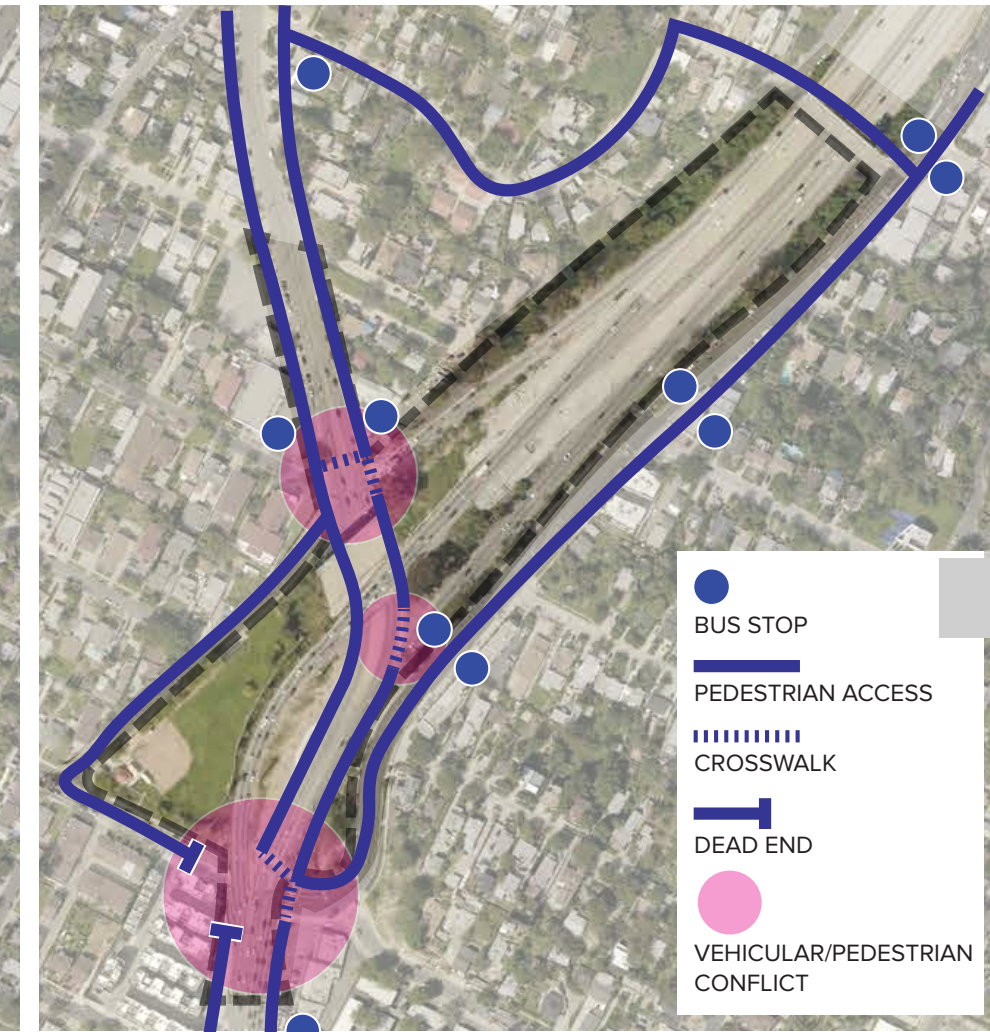 BUS STOP
PEDESTRIAN ACCESS
CROSSWALK
DEAD END
VEHICULAR/PEDESTRIAN
CONFLICT